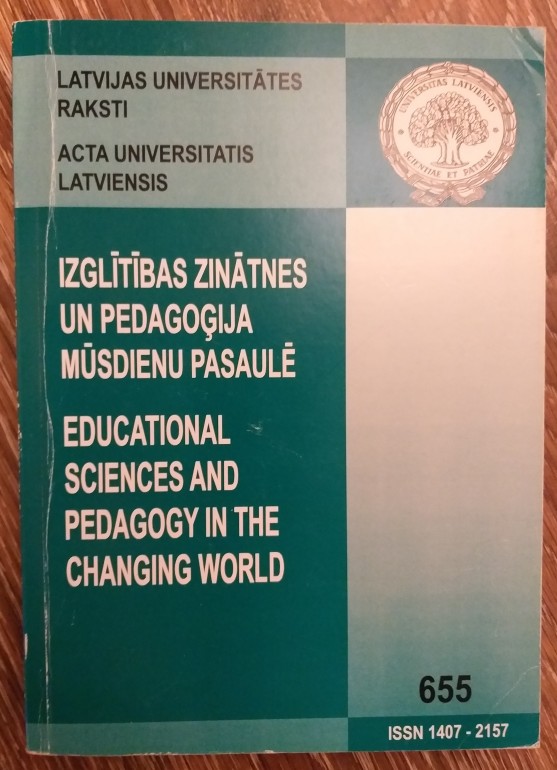 LATVIJAS UNIVERSITĀTES
RAKSTI
ACTA UNIVERSITATIS
LATVIENSIS
UNIVERSITAS LATVIENSIS
SCIENTIAE ET PATRIAE
IZGLĪTĪBAS ZINĀTNES
UN PEDAGOĢIJA
MŪSDIENU PASAULĒ
EDUCATIONAL
SCIENCES AND
PEDAGOGY IN THE
CHANGING WORLD
655
ISSN 1407 - 2157